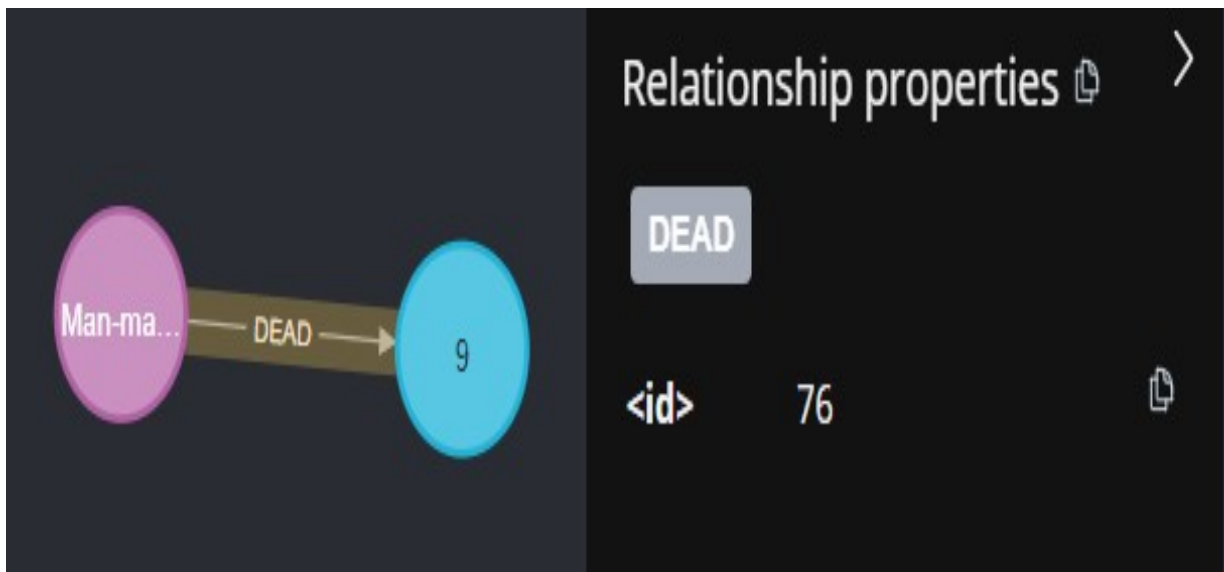 Man-ma...
DEAD
9
Relationship properties
DEAD
<id> 76